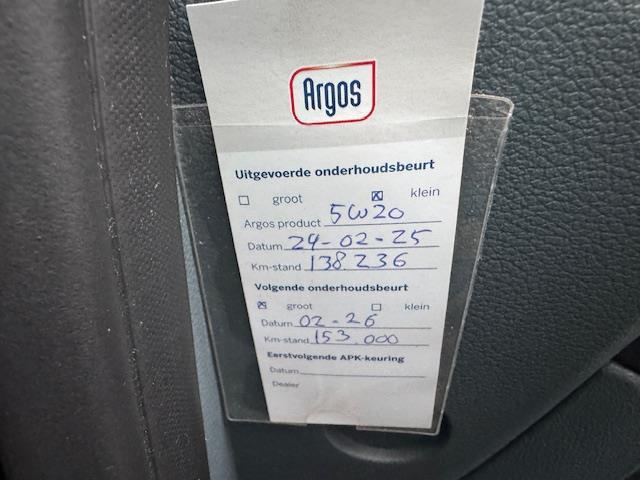 Argos
Uitgevoerde onderhoudsbeurt
☐ groot ☒ klein
Argos product 5W20
Datum 24-02-25
Km-stand 138.236
Volgende onderhoudsbeurt
☒ groot ☐ klein
Datum 02-26
Km-stand 153.000
Eerstvolgende APK-keuring
Datum
Dealer